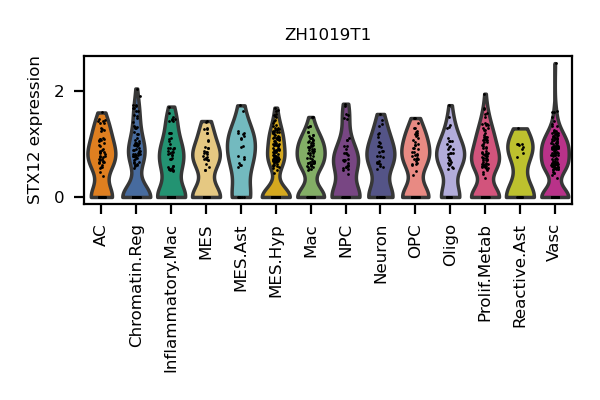 ZH1019T1
STX12 expression
2
0
AC
Chromatin.Reg
Inflammatory.Mac
MES
MES.Ast
MES.Hyp
Mac
NPC
Neuron
OPC
Oligo
Prolif.Metab
Reactive.Ast
Vasc